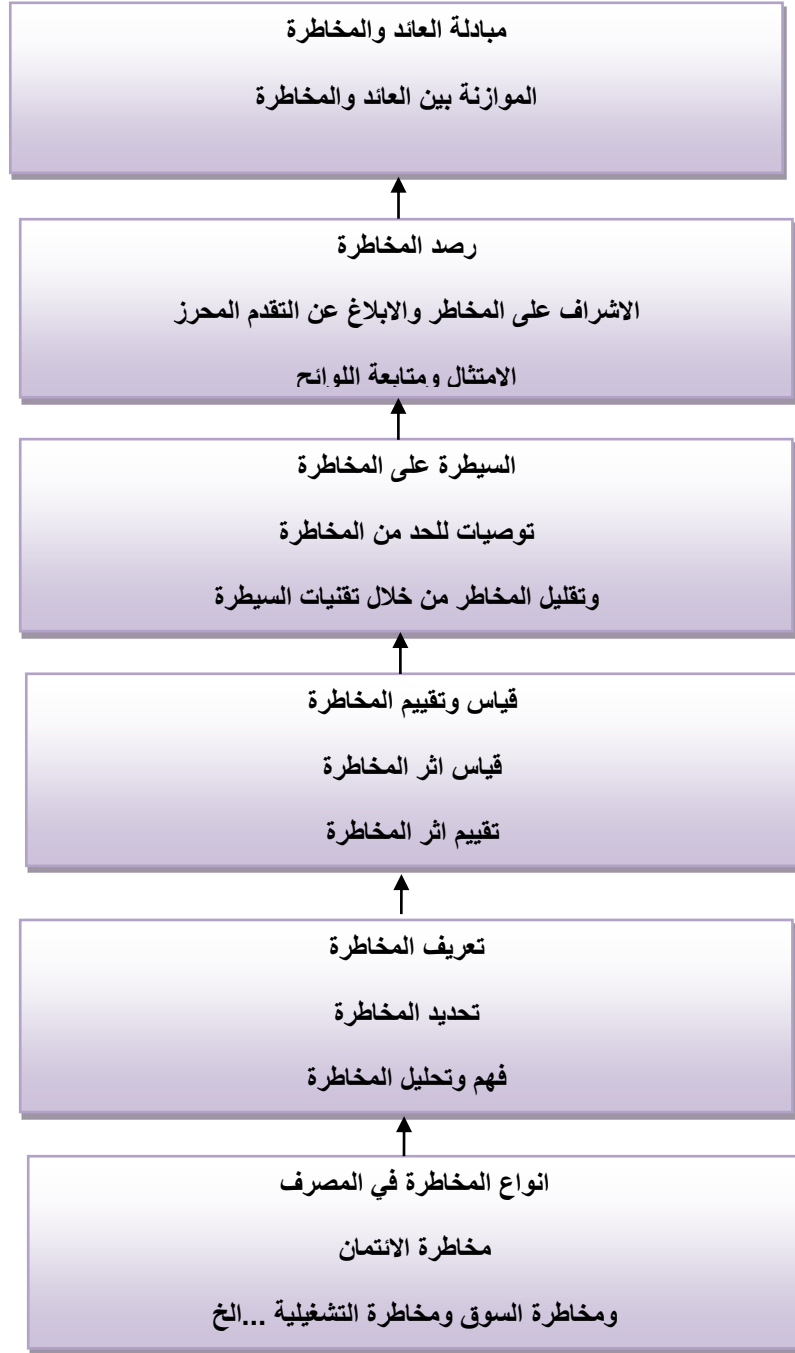 مبادلة العائد والمخاطرة
الموازنة بين العائد والمخاطرة
رصد المخاطرة
الاشراف على المخاطر والابلاغ عن التقدم المحرز
الامتثال ومتابعة اللوائح
السيطرة على المخاطرة
توصيات للحد من المخاطرة
وتقليل المخاطر من خلال تقنيات السيطرة
قياس وتقييم المخاطرة
قياس اثر المخاطرة
تقييم اثر المخاطرة
تعريف المخاطرة
تحديد المخاطرة
فهم وتحليل المخاطرة
انواع المخاطرة في المصرف
مخاطرة الائتمان
ومخاطرة السوق ومخاطرة التشغيلية ...الخ